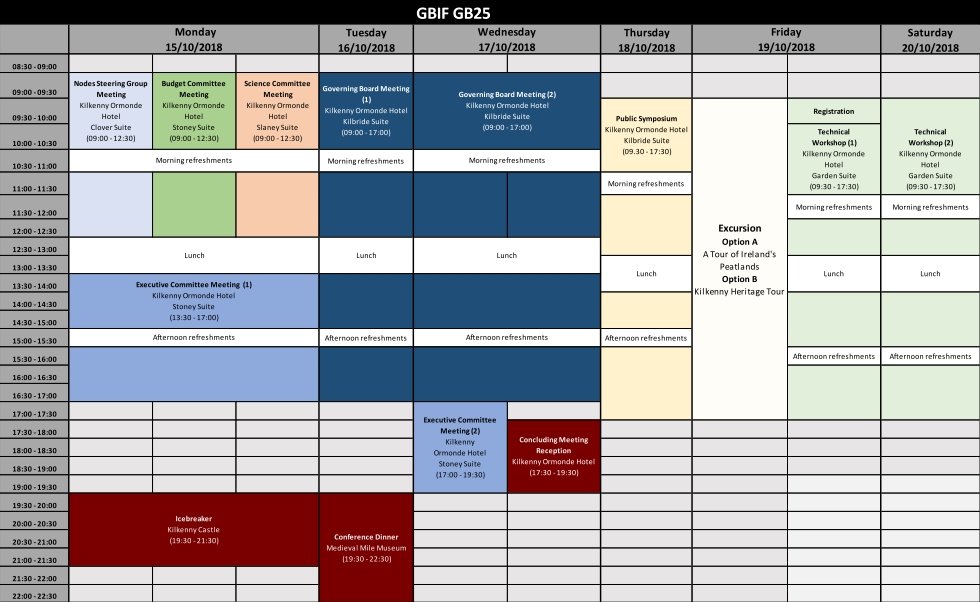 GBIF GB25
Monday
15/10/2018
Tuesday
16/10/2018
Wednesday
17/10/2018
Thursday
18/10/2018
Friday
19/10/2018
Saturday
20/10/2018
08:30 - 09:00
09:00 - 09:30
09:30 - 10:00
10:00 - 10:30
10:30 - 11:00
11:00 - 11:30
11:30 - 12:00
12:00 - 12:30
12:30 - 13:00
13:00 - 13:30
13:30 - 14:00
14:00 - 14:30
14:30 - 15:00
15:00 - 15:30
15:30 - 16:00
16:00 - 16:30
16:30 - 17:00
17:00 - 17:30
17:30 - 18:00
18:00 - 18:30
18:30 - 19:00
19:00 - 19:30
19:30 - 20:00
20:00 - 20:30
20:30 - 21:00
21:00 - 21:30
21:30 - 22:00
22:00 - 22:30
Nodes Steering Group
Meeting
Kilkenny Ormonde
Hotel
Clover Suite
(09:00 - 12:30)
Budget Committee
Meeting
Kilkenny Ormonde
Hotel
Stoney Suite
(09:00 - 12:30)
Science Committee
Meeting
Kilkenny Ormonde
Hotel
Slaney Suite
(09:00 - 12:30)
Morning refreshments
Lunch
Executive Committee Meeting (1)
Kilkenny Ormonde Hotel
Stoney Suite
(13:30 - 17:00)
Afternoon refreshments
Icebreaker
Kilkenny Castle
(19:30 - 21:30)
Governing Board Meeting
(1)
Kilkenny Ormonde Hotel
Kilbride Suite
(09:00 - 17:00)
Morning refreshments
Lunch
Afternoon refreshments
Conference Dinner
Medieval Mile Museum
(19:30 - 22:30)
Governing Board Meeting (2)
Kilkenny Ormonde Hotel
Kilbride Suite
(09:00 - 17:00)
Morning refreshments
Lunch
Afternoon refreshments
Executive Committee
Meeting (2)
Kilkenny
Ormonde Hotel
Stoney Suite
(17:00 - 19:30)
Concluding Meeting
Reception
Kilkenny Ormonde Hotel
(17:30 - 19:30)
Public Symposium
Kilkenny Ormonde Hotel
Kilbride Suite
(09.30 - 17:30)
Morning refreshments
Lunch
Afternoon refreshments
Excursion
Option A
A Tour of Ireland's
Peatlands
Option B
Kilkenny Heritage Tour
Registration
Technical
Workshop (1)
Kilkenny Ormonde
Hotel
Garden Suite
(09:30 - 17:30)
Morning refreshments
Lunch
Afternoon refreshments
Technical
Workshop (2)
Kilkenny Ormonde
Hotel
Garden Suite
(09:30 - 17:30)
Morning refreshments
Lunch
Afternoon refreshments